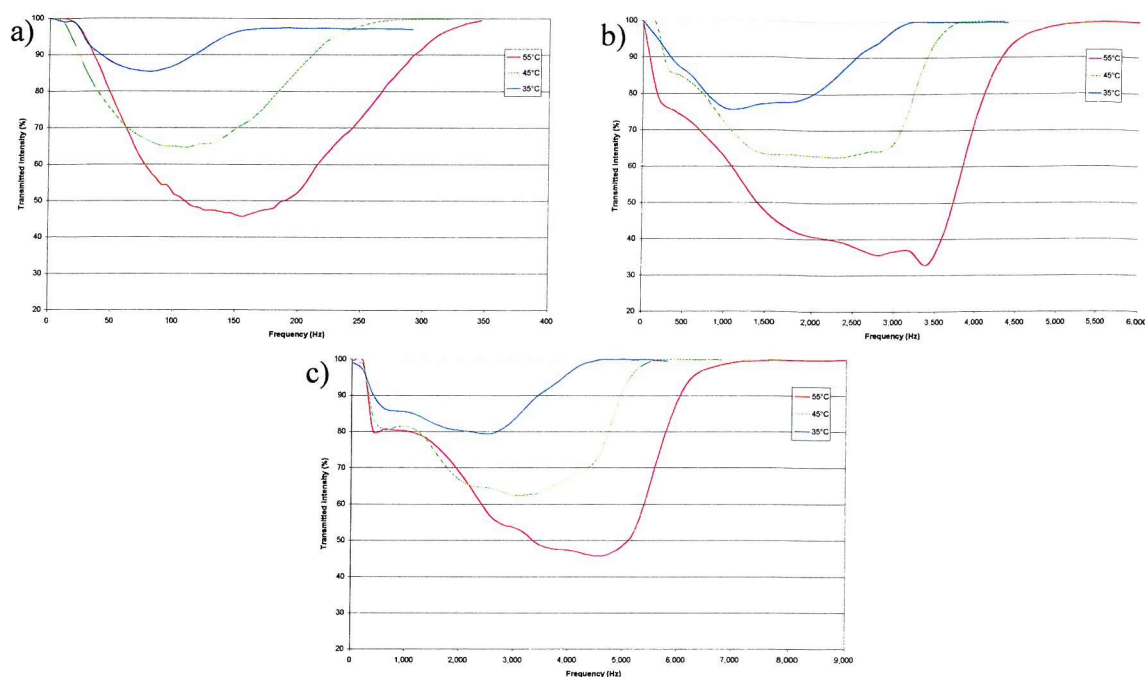 a)
Transmitted Intensity (%)
100
90
80
70
60
50
40
30
20
0 50 100 150 200 250 300 350 400
Frequency (Hz)
55°C
45°C
35°C
b)
Transmitted Intensity (%)
100
90
80
70
60
50
40
30
20
0 500 1,000 1,500 2,000 2,500 3,000 3,500 4,000 4,500 5,000 5,500 6,000
Frequency (Hz)
55°C
45°C
35°C
c)
Transmitted Intensity (%)
100
90
80
70
60
50
40
30
20
0 1,000 2,000 3,000 4,000 5,000 6,000 7,000 8,000 9,000
Frequency (Hz)
55°C
45°C
35°C